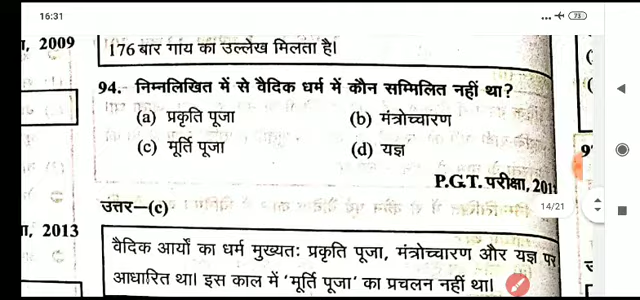 16:31
73
ा, 2009
176 बार गाय का उल्लेख मिलता है।
94. निम्नलिखित में से वैदिक धर्म में कौन सम्मिलित नहीं था?
(a) प्रकृति पूजा (b) मंत्रोच्चारण
(c) मूर्ति पूजा (d) यज्ञ
P.G.T. परीक्षा, 201
14/21
उत्तर—(c)
ा, 2013
वैदिक आर्यों का धर्म मुख्यतः प्रकृति पूजा, मंत्रोच्चारण और यज्ञ पर
आधारित था। इस काल में 'मूर्ति पूजा' का प्रचलन नहीं था।